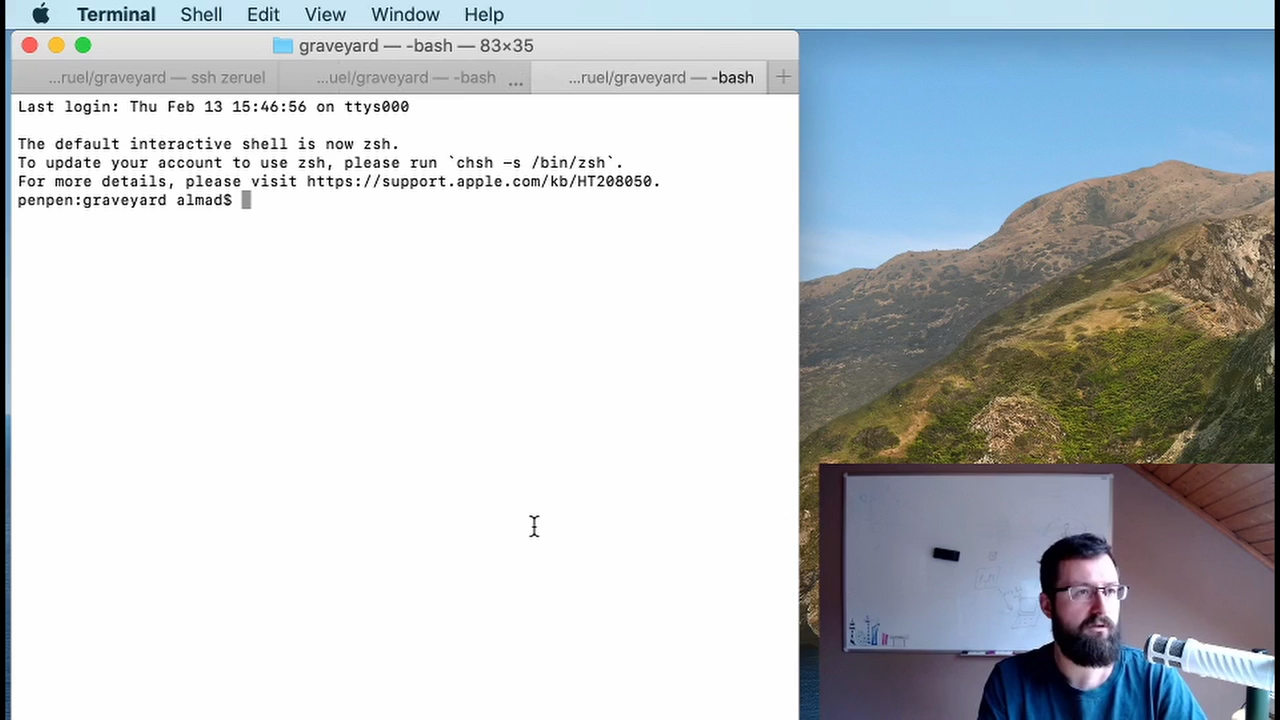 Terminal Shell Edit View Window Help
graveyard — -bash — 83×35
...ruel/graveyard — ssh zeruel ...uel/graveyard — -bash ... ...ruel/graveyard — -bash +
Last login: Thu Feb 13 15:46:56 on ttys000
The default interactive shell is now zsh.
To update your account to use zsh, please run `chsh -s /bin/zsh`.
For more details, please visit https://support.apple.com/kb/HT208050.
penpen:graveyard almad$